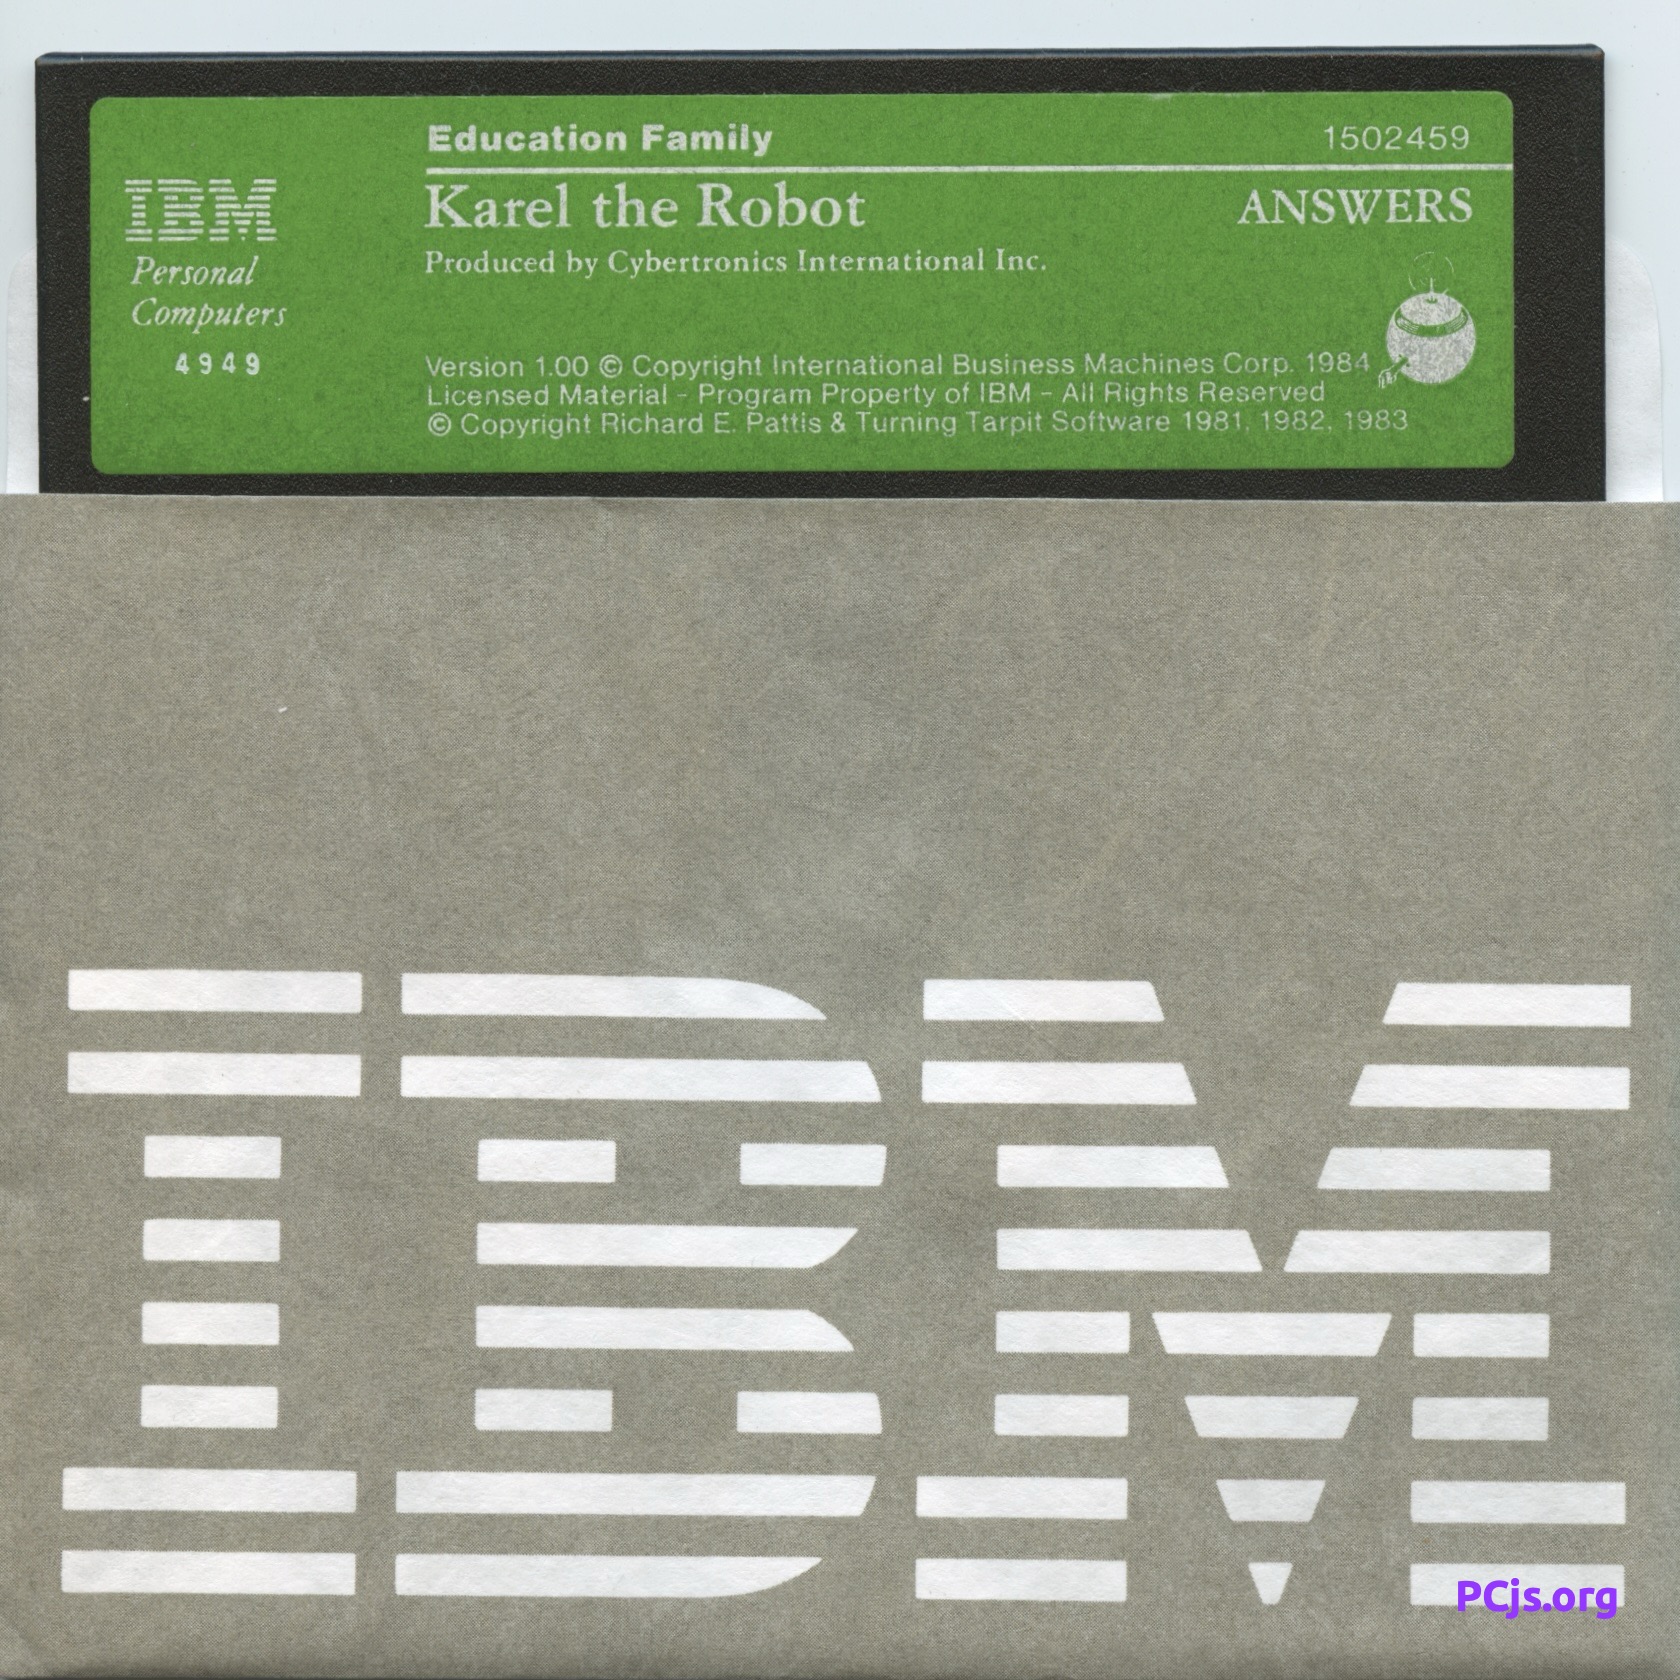 Education Family
1502459
IBM
Personal
Computers
4949
Karel the Robot
ANSWERS
Produced by Cybertronics International Inc.
Version 1.00 © Copyright International Business Machines Corp. 1984
Licensed Material - Program Property of IBM - All Rights Reserved
© Copyright Richard E. Pattis & Turning Tarpit Software 1981, 1982, 1983
IBM
PCjs.org